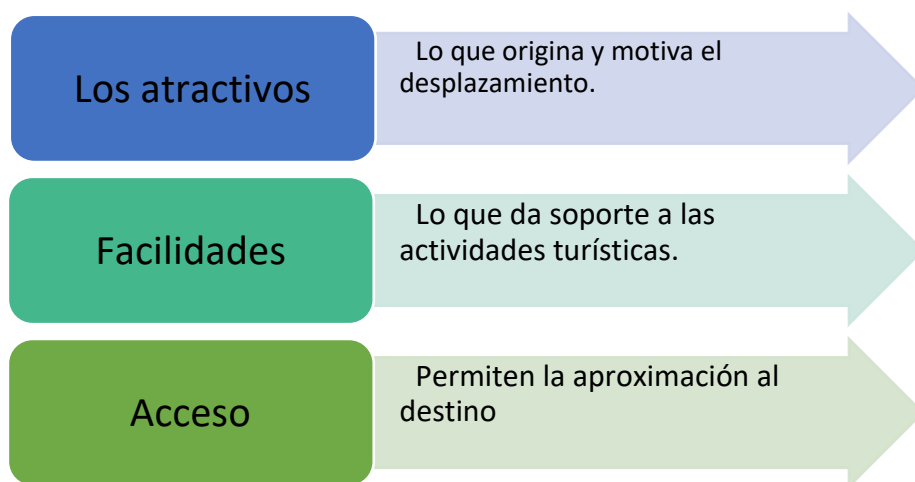 Los atractivos
Lo que origina y motiva el
desplazamiento.
Facilidades
Lo que da soporte a las
actividades turísticas.
Acceso
Permiten la aproximación al
destino